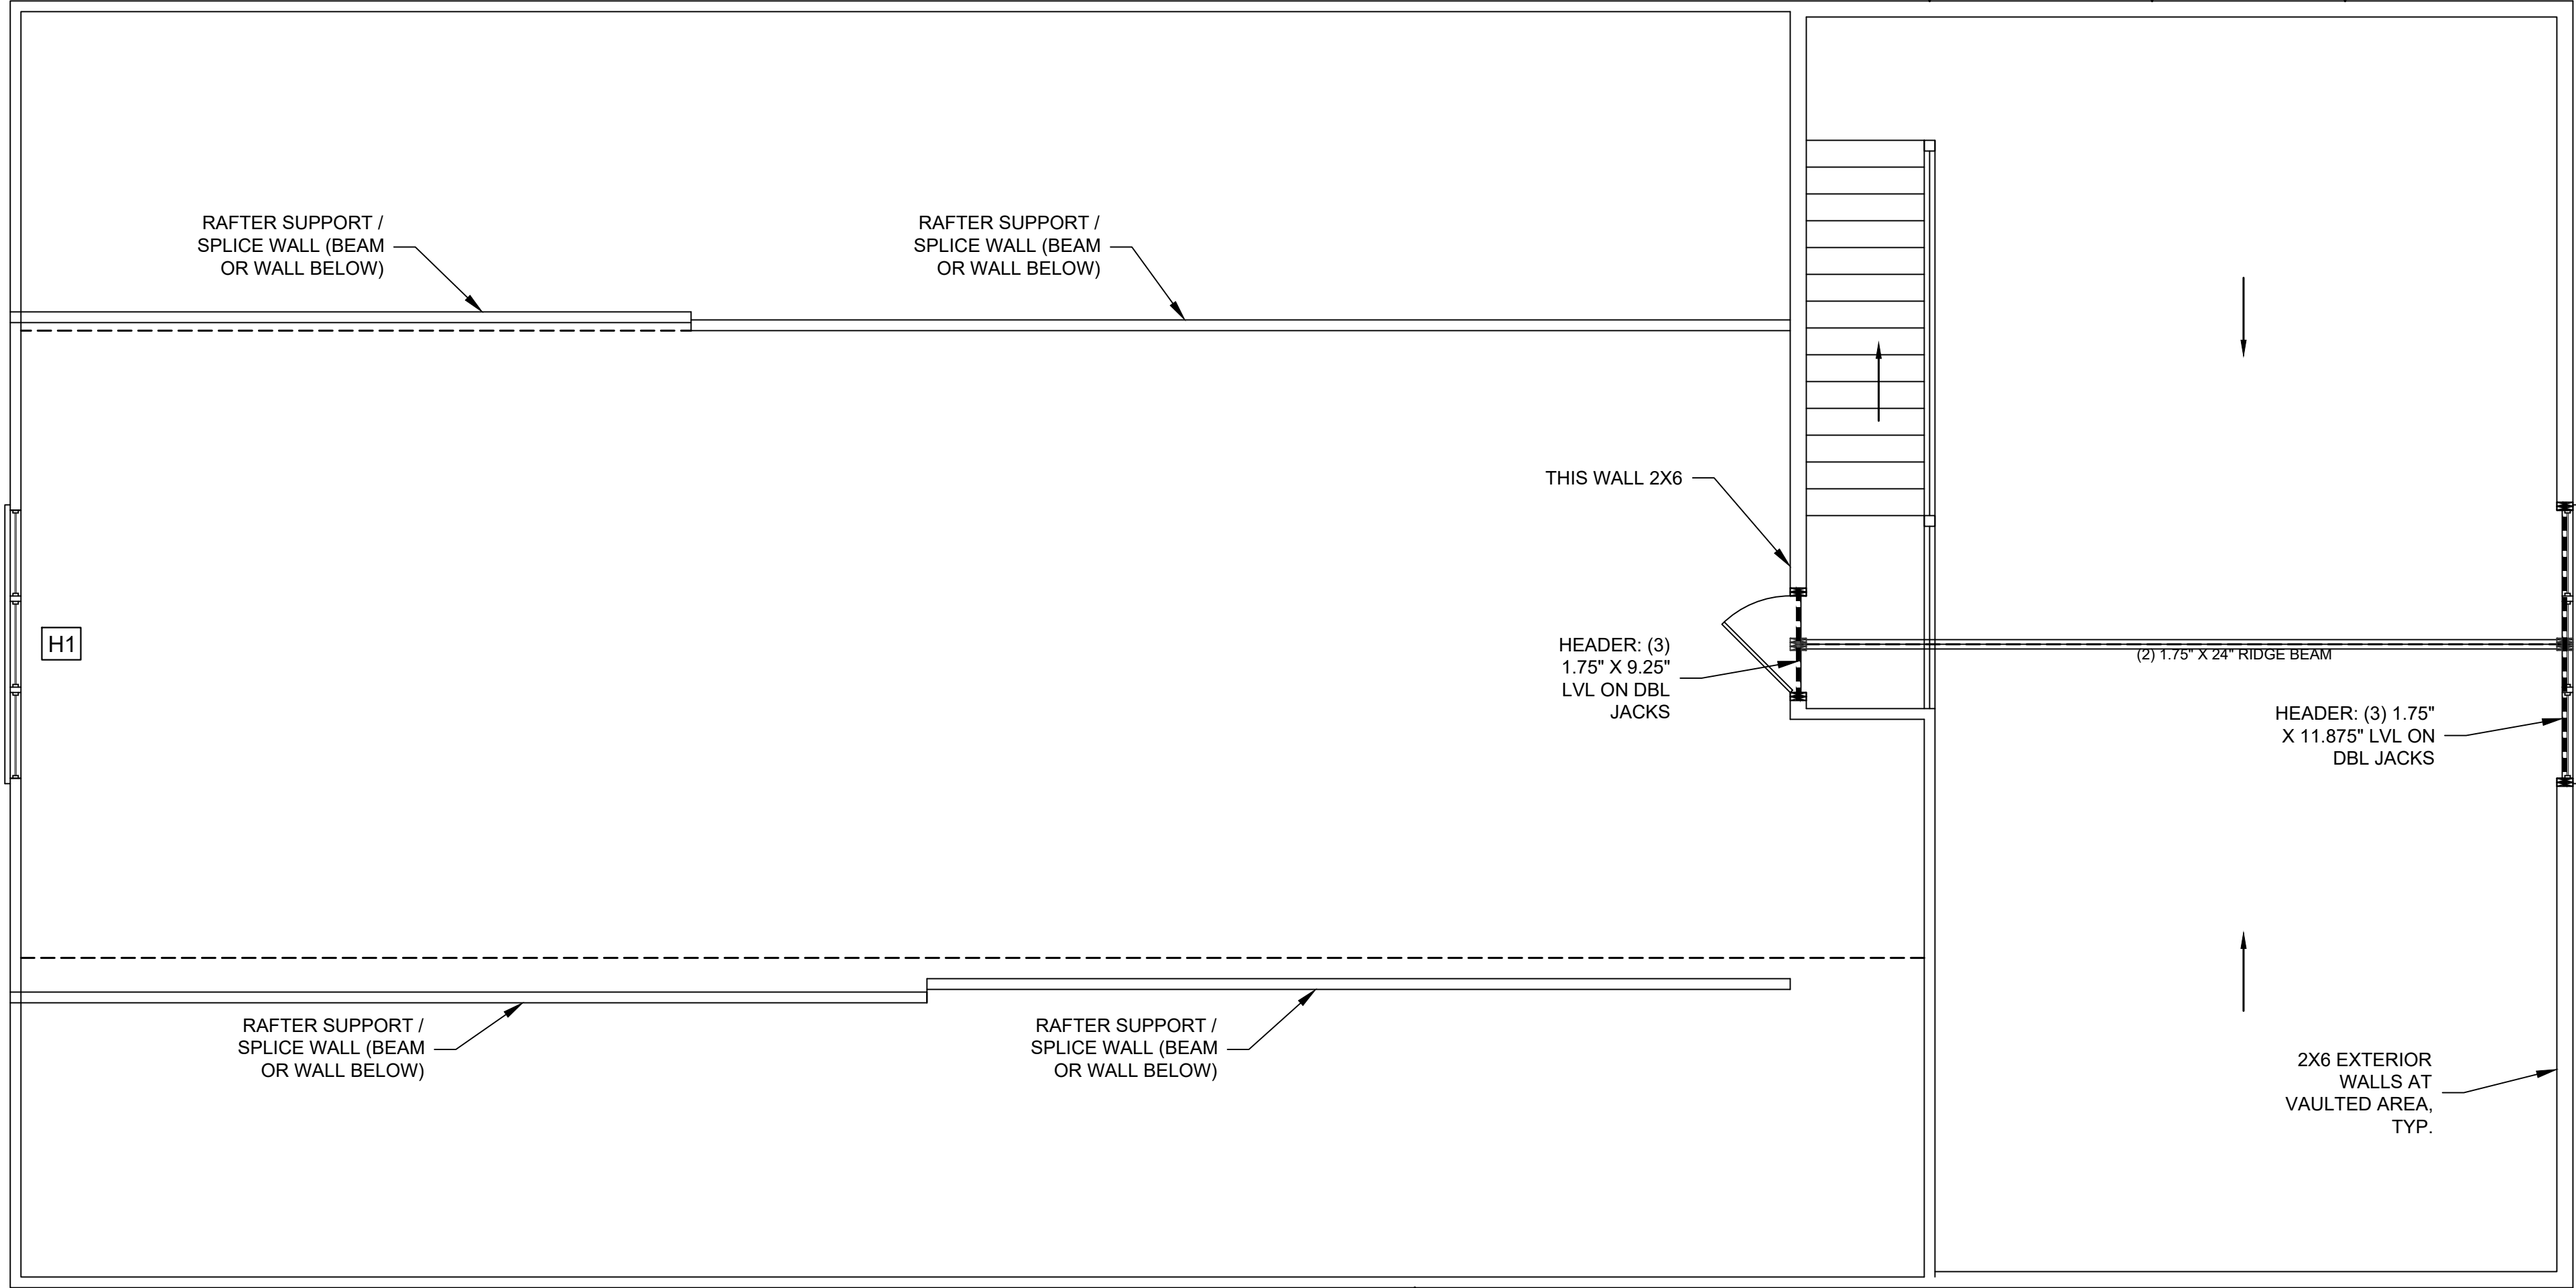 RAFTER SUPPORT /
SPLICE WALL (BEAM
OR WALL BELOW)
RAFTER SUPPORT /
SPLICE WALL (BEAM
OR WALL BELOW)
THIS WALL 2X6
H1
HEADER: (3)
1.75" X 9.25"
LVL ON DBL
JACKS
(2) 1.75" X 24" RIDGE BEAM
HEADER: (3) 1.75"
X 11.875" LVL ON
DBL JACKS
RAFTER SUPPORT /
SPLICE WALL (BEAM
OR WALL BELOW)
RAFTER SUPPORT /
SPLICE WALL (BEAM
OR WALL BELOW)
2X6 EXTERIOR
WALLS AT
VAULTED AREA,
TYP.